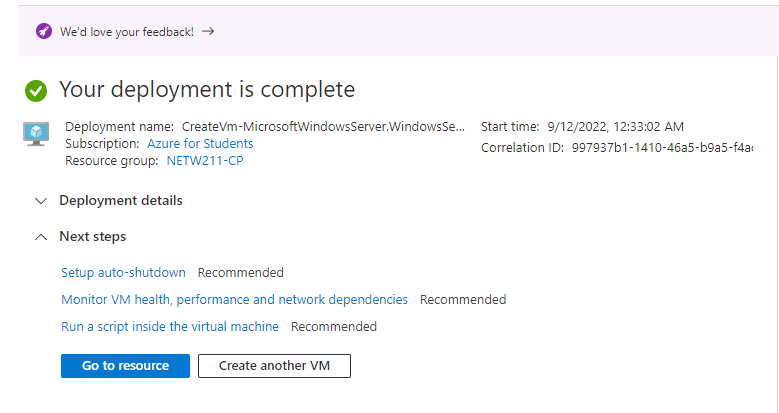 We'd love your feedback! →
Your deployment is complete
Deployment name: CreateVm-MicrosoftWindowsServer.WindowsSe... Start time: 9/12/2022, 12:33:02 AM
Subscription: Azure for Students Correlation ID: 997937b1-1410-46a5-b9a5-f4ac
Resource group: NETW211-CP
Deployment details
Next steps
Setup auto-shutdown Recommended
Monitor VM health, performance and network dependencies Recommended
Run a script inside the virtual machine Recommended
Go to resource Create another VM